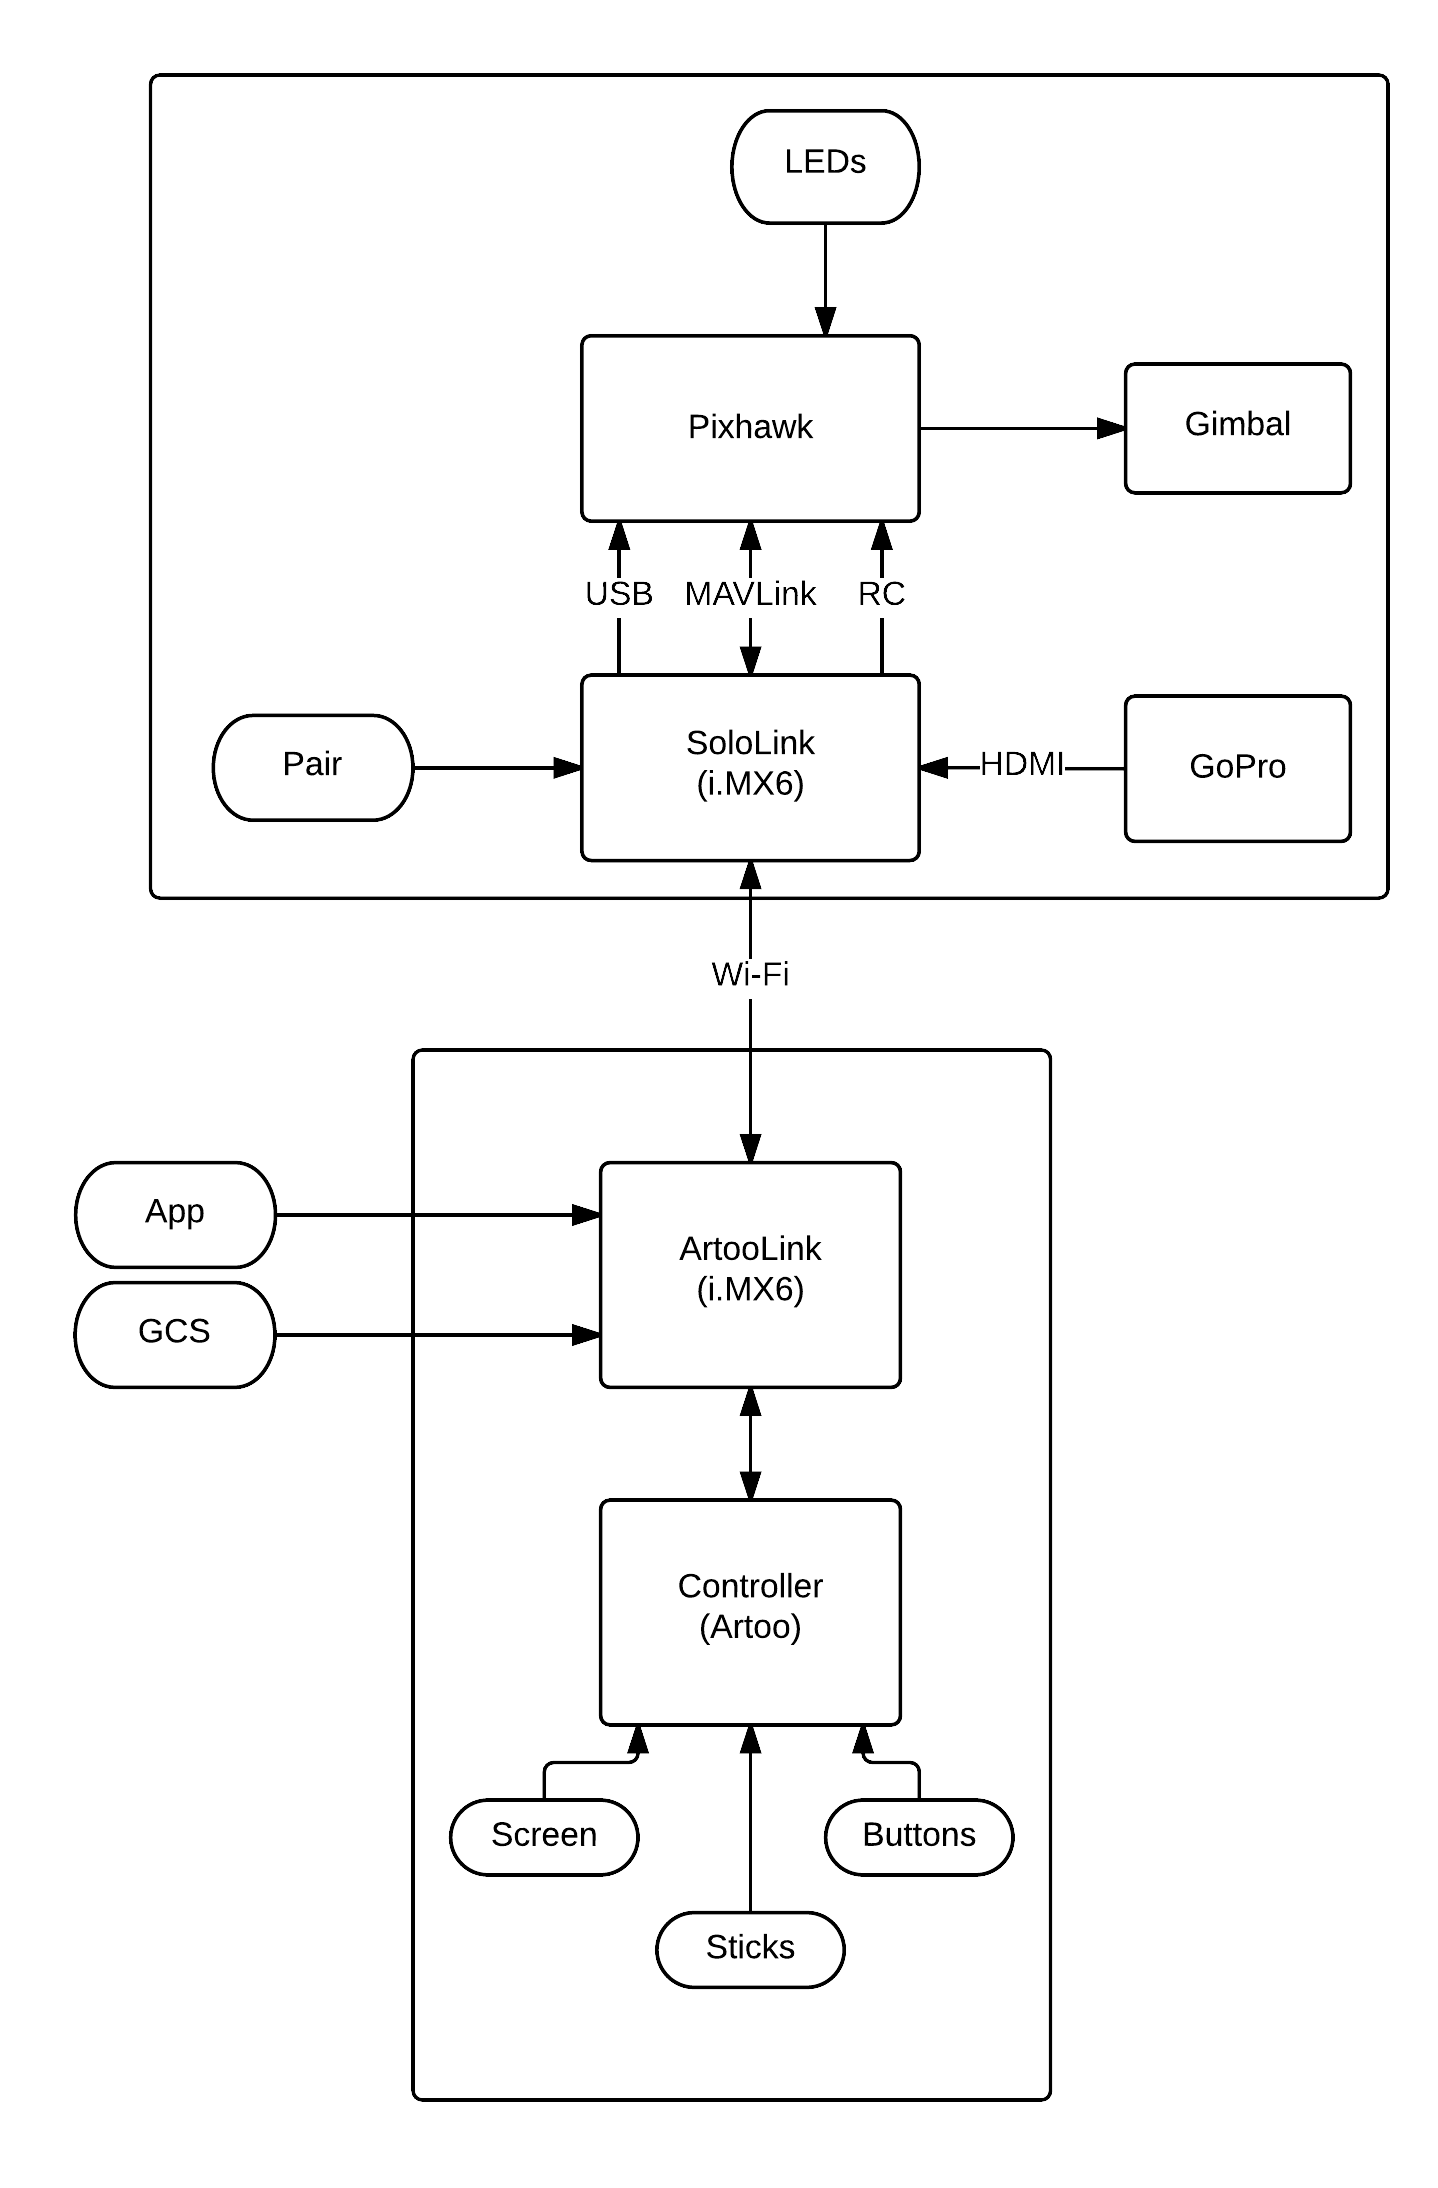 LEDs
Pixhawk
Gimbal
USB
MAVLink
RC
Pair
SoloLink
(i.MX6)
HDMI
GoPro
Wi-Fi
App
GCS
ArtooLink
(i.MX6)
Controller
(Artoo)
Screen
Buttons
Sticks